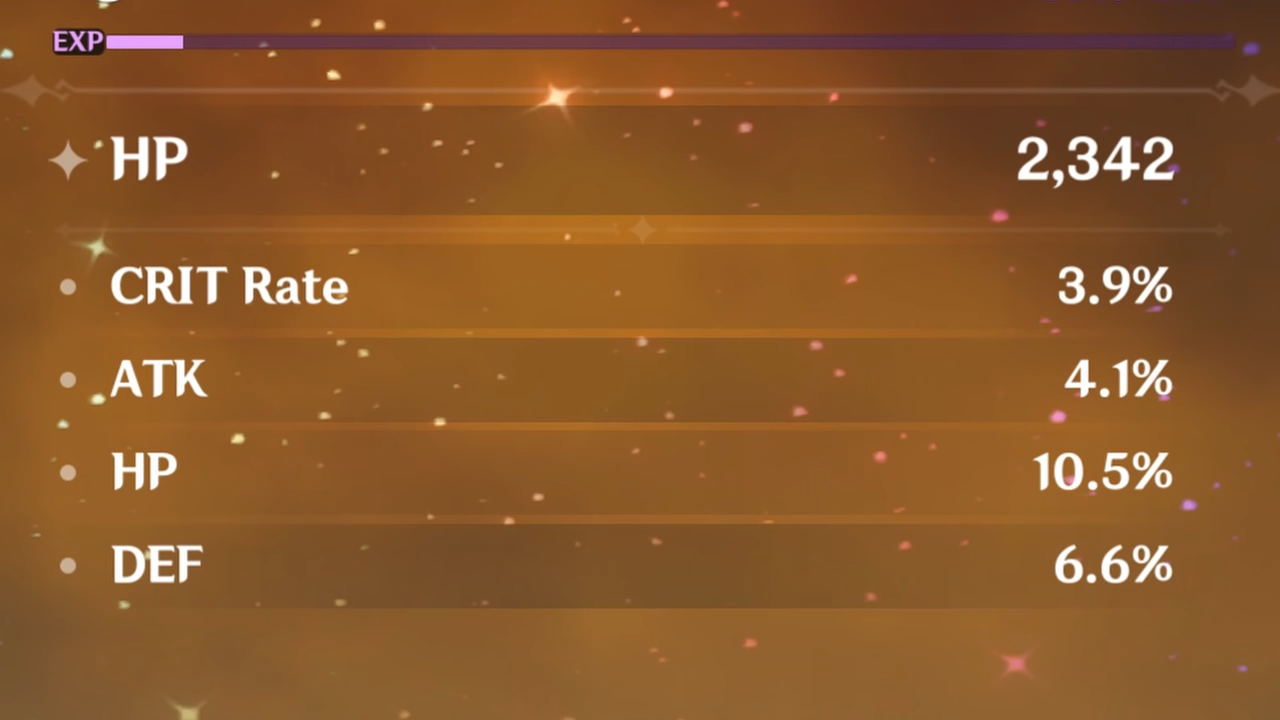 EXP
HP 2,342
CRIT Rate 3.9%
ATK 4.1%
HP 10.5%
DEF 6.6%